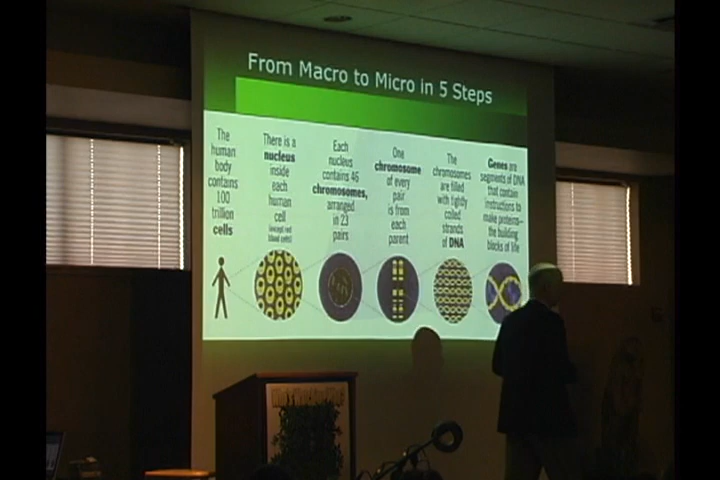 From Macro to Micro in 5 Steps
The
human
body
contains
100
trillion
cells
There is a
nucleus
inside
each
human
cell
(except red
blood cells)
Each
nucleus
contains 46
chromosomes,
arranged
in 23
pairs
One
chromosome
of every
pair
is from
each
parent
The
chromosomes
are filled
with tightly
coiled
strands
of DNA
Genes are
segments of DNA
that contain
instructions to
make proteins—
the building
blocks of life